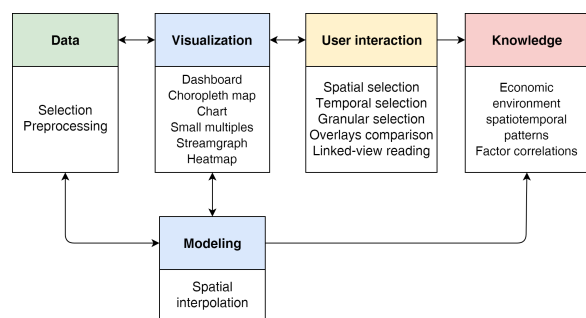 Data
Visualization
User interaction
Knowledge
Selection
Preprocessing
Dashboard
Choropleth map
Chart
Small multiples
Streamgraph
Heatmap
Spatial selection
Temporal selection
Granular selection
Overlays comparison
Linked-view reading
Economic
environment
spatiotemporal
patterns
Factor correlations
Modeling
Spatial
interpolation